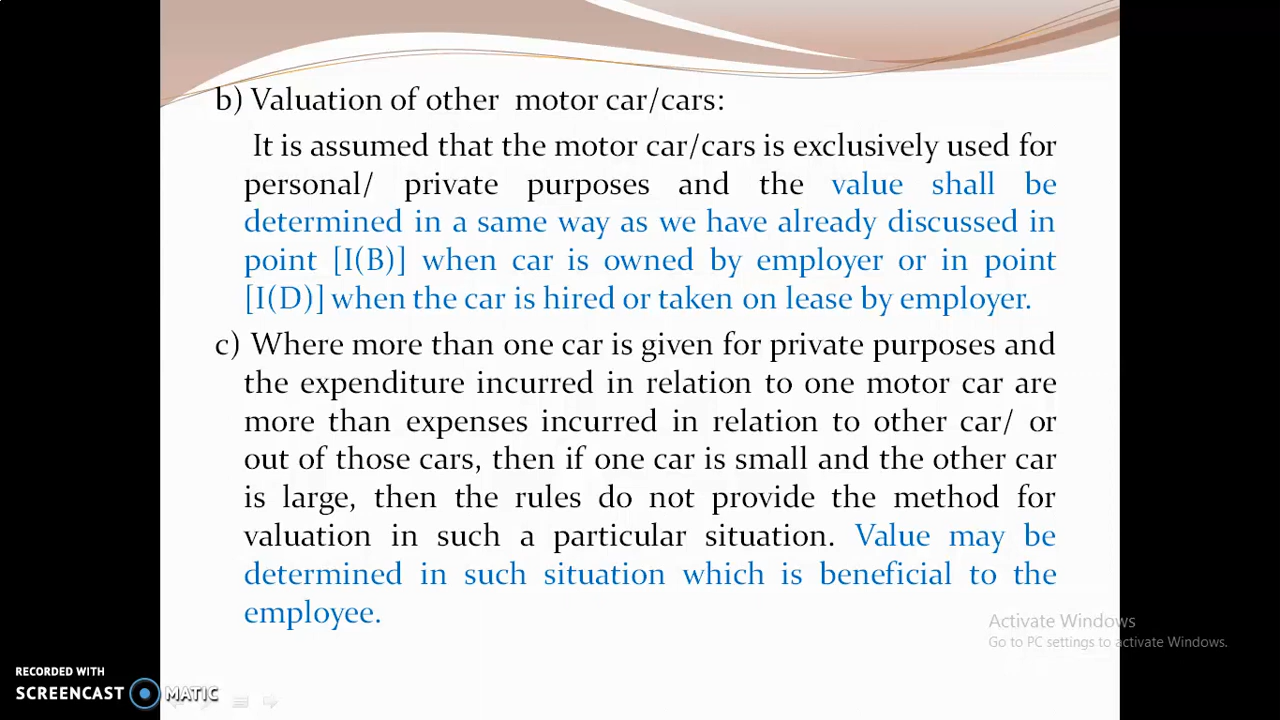 b) Valuation of other motor car/cars:
It is assumed that the motor car/cars is exclusively used for
personal/ private purposes and the value shall be
determined in a same way as we have already discussed in
point [I(B)] when car is owned by employer or in point
[I(D)] when the car is hired or taken on lease by employer.
c) Where more than one car is given for private purposes and
the expenditure incurred in relation to one motor car are
more than expenses incurred in relation to other car/ or
out of those cars, then if one car is small and the other car
is large, then the rules do not provide the method for
valuation in such a particular situation. Value may be
determined in such situation which is beneficial to the
employee.
Activate Windows
Go to PC settings to activate Windows.
RECORDED WITH
SCREENCAST MATIC